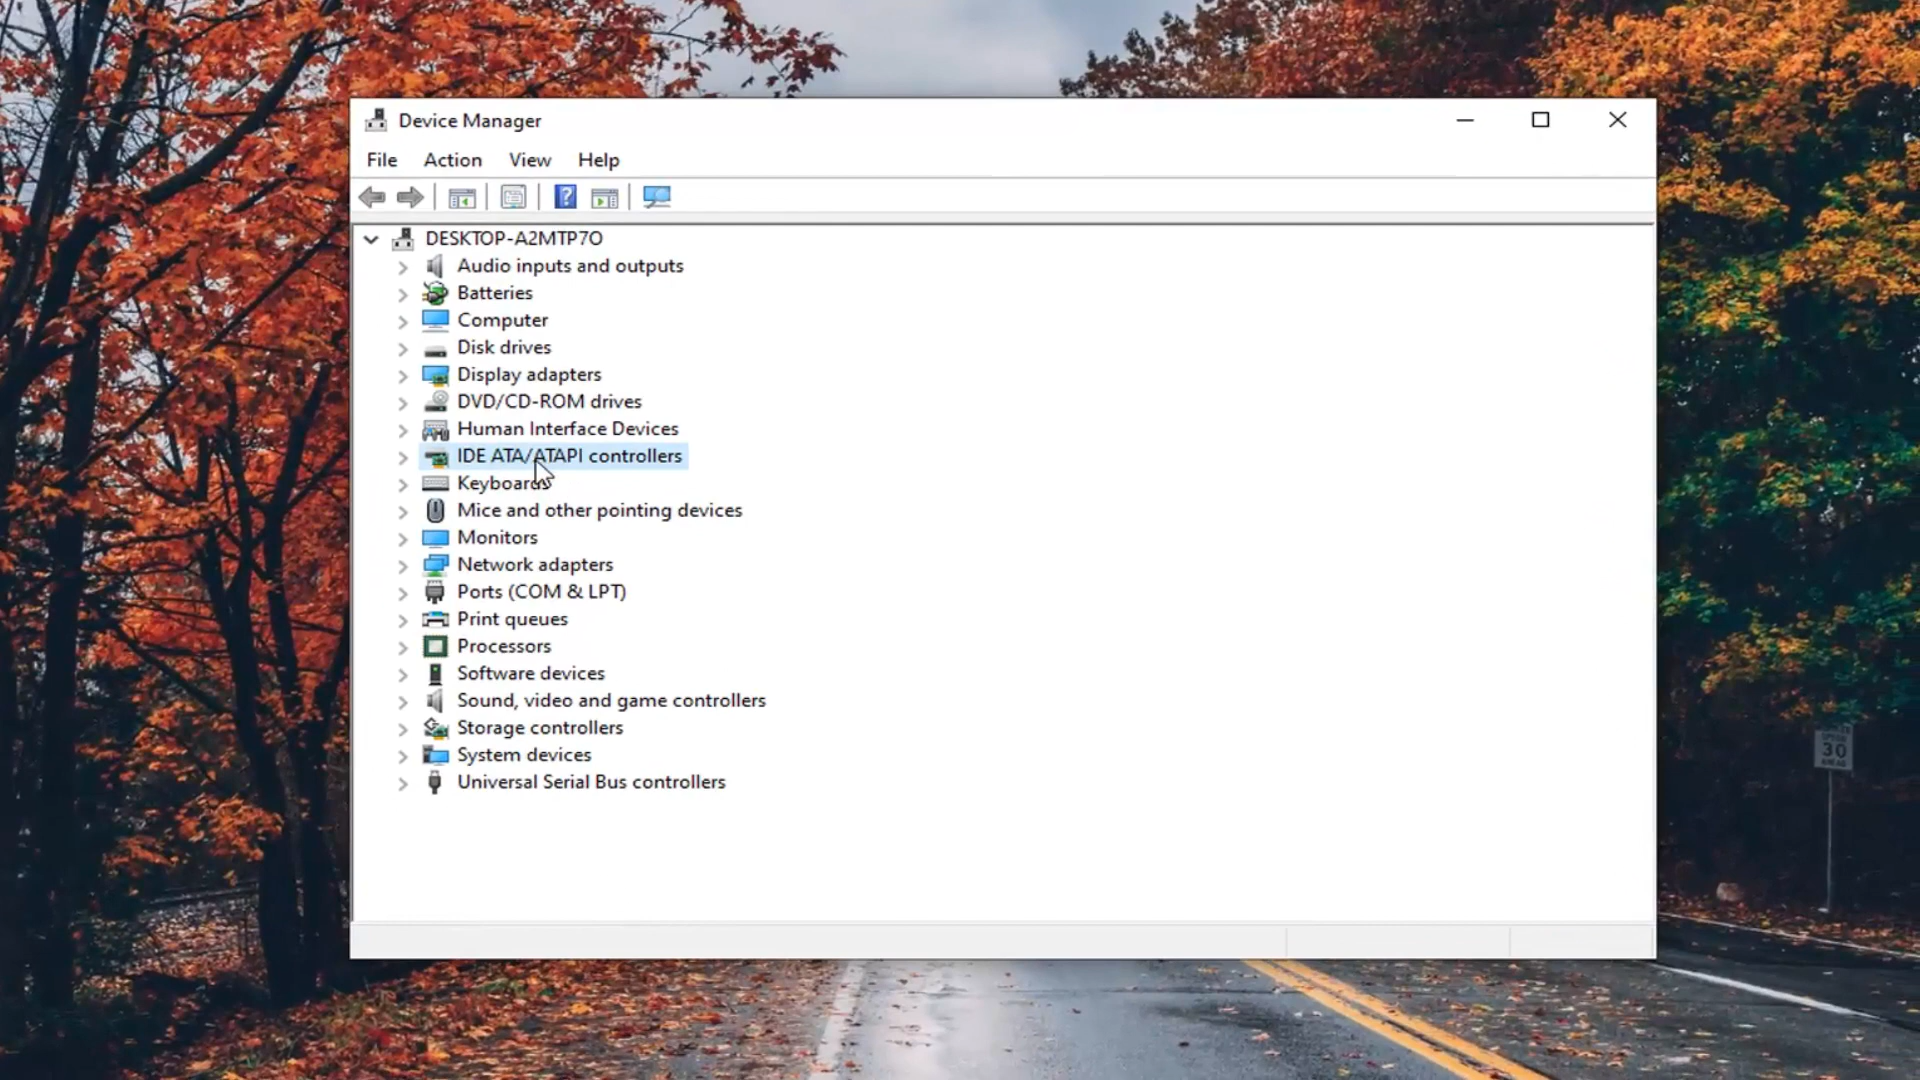 Device Manager
File Action View Help
DESKTOP-A2MTP7O
Audio inputs and outputs
Batteries
Computer
Disk drives
Display adapters
DVD/CD-ROM drives
Human Interface Devices
IDE ATA/ATAPI controllers
Keyboards
Mice and other pointing devices
Monitors
Network adapters
Ports (COM & LPT)
Print queues
Processors
Software devices
Sound, video and game controllers
Storage controllers
System devices
Universal Serial Bus controllers
SPEED
30
AHEAD